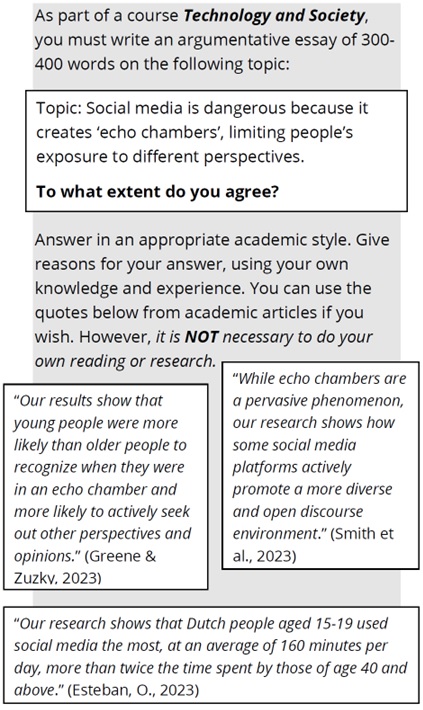 As part of a course Technology and Society,
you must write an argumentative essay of 300-
400 words on the following topic:
Topic: Social media is dangerous because it
creates ‘echo chambers’, limiting people’s
exposure to different perspectives.
To what extent do you agree?
Answer in an appropriate academic style. Give
reasons for your answer, using your own
knowledge and experience. You can use the
quotes below from academic articles if you
wish. However, it is NOT necessary to do your
own reading or research.
“Our results show that
young people were more
likely than older people to
recognize when they were
in an echo chamber and
more likely to actively seek
out other perspectives and
opinions.” (Greene &
Zuzky, 2023)
“While echo chambers are
a pervasive phenomenon,
our research shows how
some social media
platforms actively
promote a more diverse
and open discourse
environment.” (Smith et
al., 2023)
“Our research shows that Dutch people aged 15-19 used
social media the most, at an average of 160 minutes per
day, more than twice the time spent by those of age 40 and
above.” (Esteban, O., 2023)